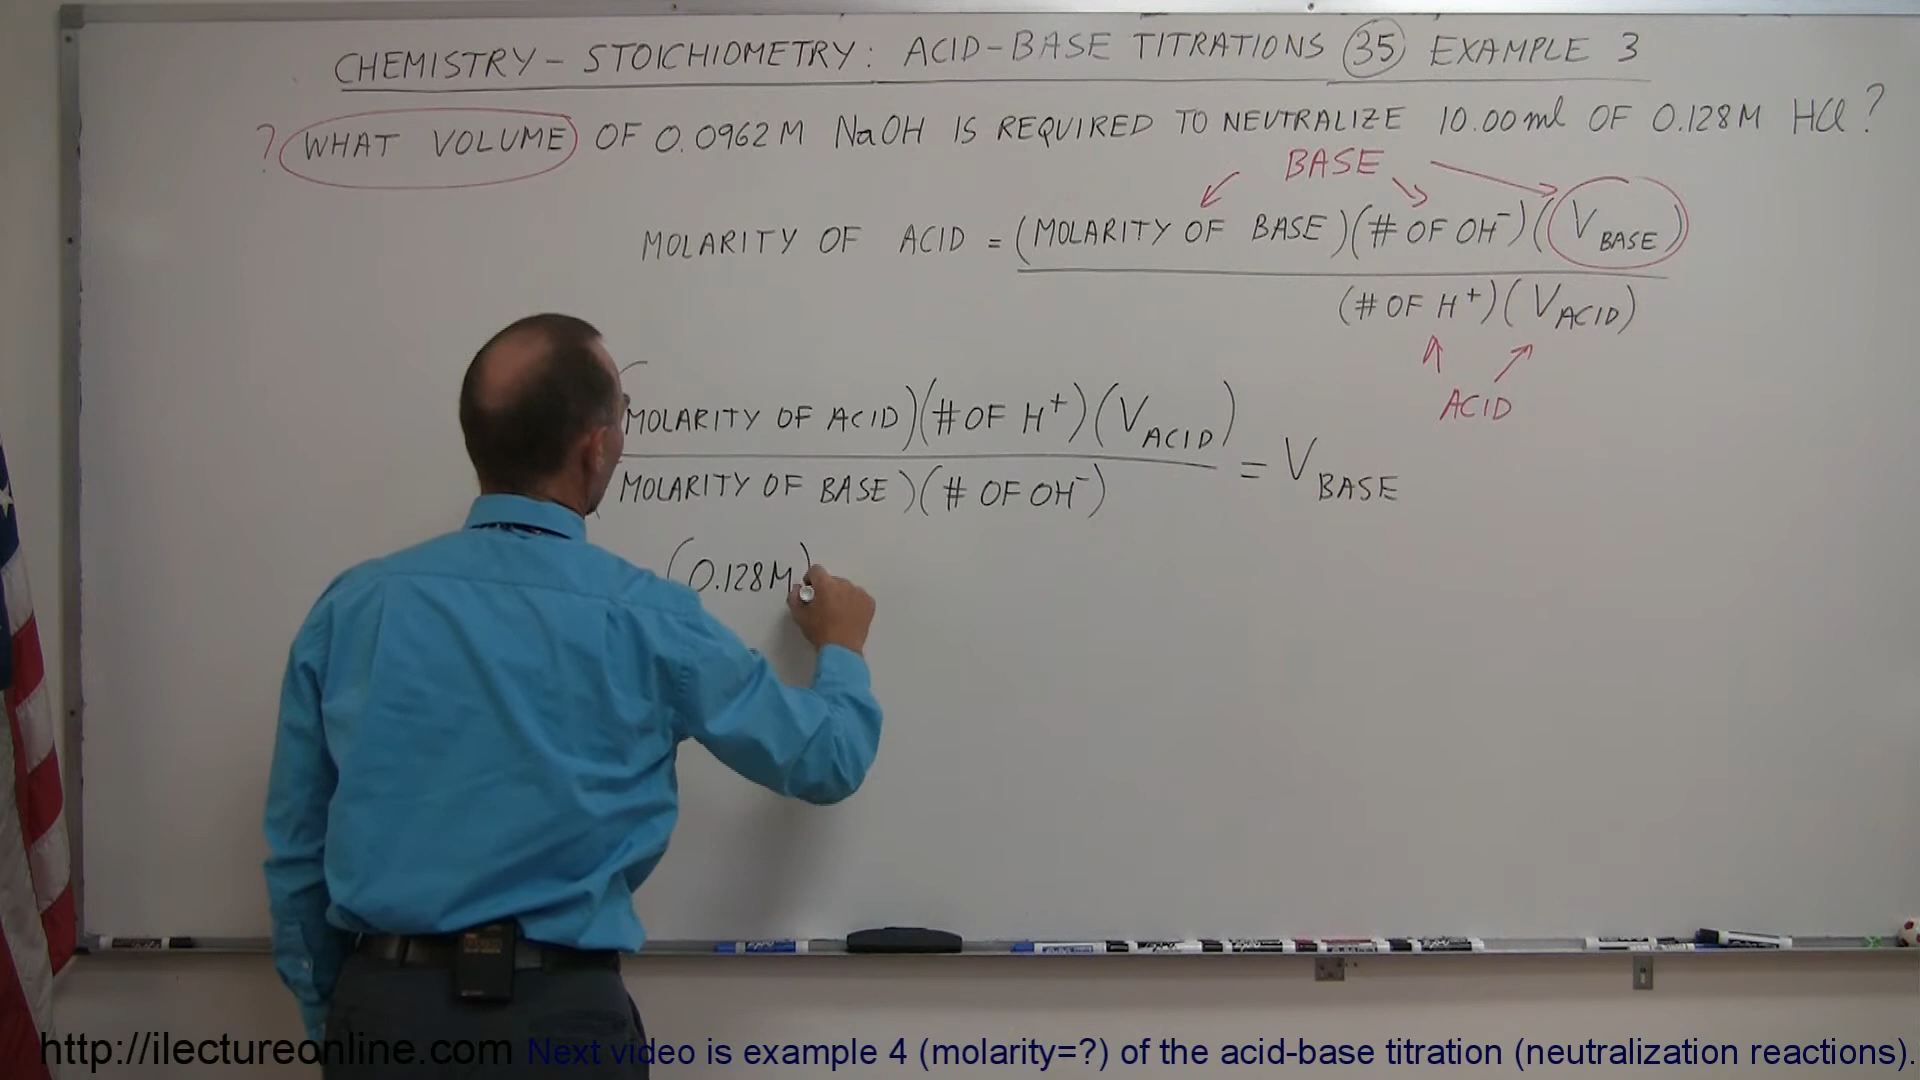 CHEMISTRY - STOICHIOMETRY: ACID-BASE TITRATIONS 35 EXAMPLE 3
? WHAT VOLUME OF 0.0962 M NaOH IS REQUIRED TO NEUTRALIZE 10.00 ml OF 0.128 M HCl?
BASE
MOLARITY OF ACID = (MOLARITY OF BASE)(# OF OH⁻)(V BASE)
(# OF H⁺)(V ACID)
ACID
(MOLARITY OF ACID)(# OF H⁺)(V ACID)
= V BASE
MOLARITY OF BASE)(# OF OH⁻)
(0.128 M)
http://ilectureonline.com Next video is example 4 (molarity=?) of the acid-base titration (neutralization reactions).